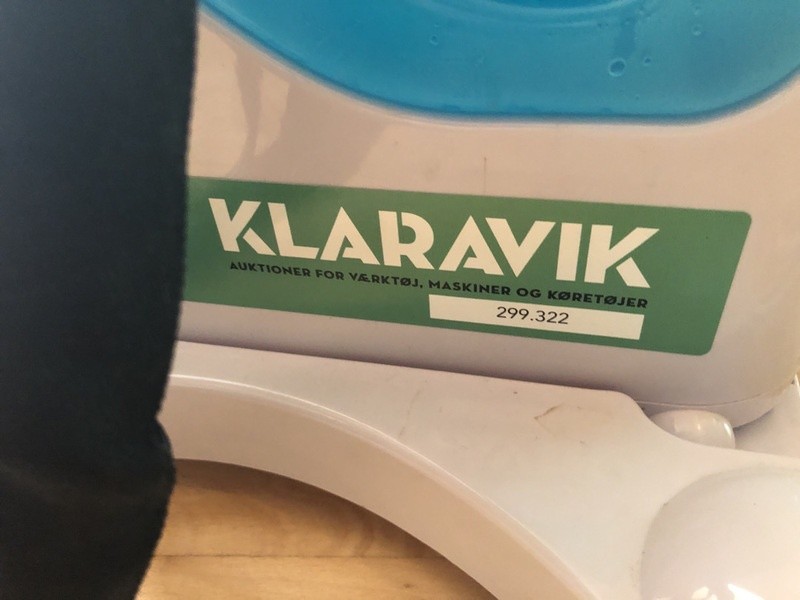 KLARAVIK
AUKTIONER FOR VÆRKTØJ, MASKINER OG KØRETØJER
299.322